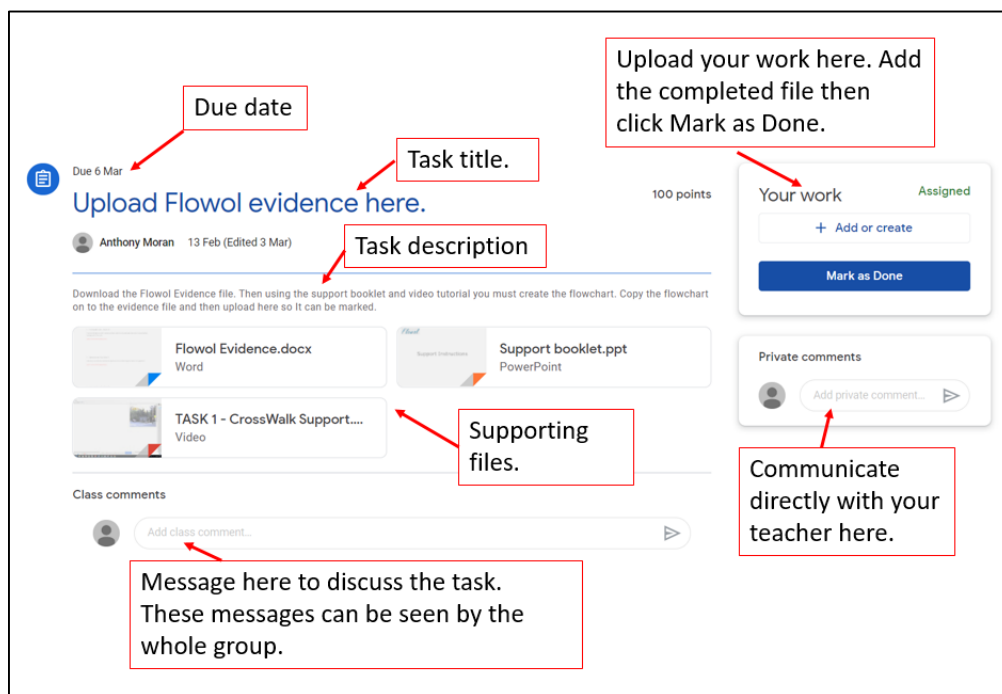 Due date
Upload your work here. Add
the completed file then
click Mark as Done.
Task title.
Due 6 Mar
Upload Flowol evidence here.
100 points
Anthony Moran 13 Feb (Edited 3 Mar)
Task description
Download the Flowol Evidence file. Then using the support booklet and video tutorial you must create the flowchart. Copy the flowchart
on to the evidence file and then upload here so It can be marked.
Flowol Evidence.docx
Word
Flowol
Support Instructions
Support booklet.ppt
PowerPoint
TASK 1 - CrossWalk Support....
Video
Supporting
files.
Class comments
Add class comment...
Message here to discuss the task.
These messages can be seen by the
whole group.
Your work
Assigned
+ Add or create
Mark as Done
Private comments
Add private comment...
Communicate
directly with your
teacher here.